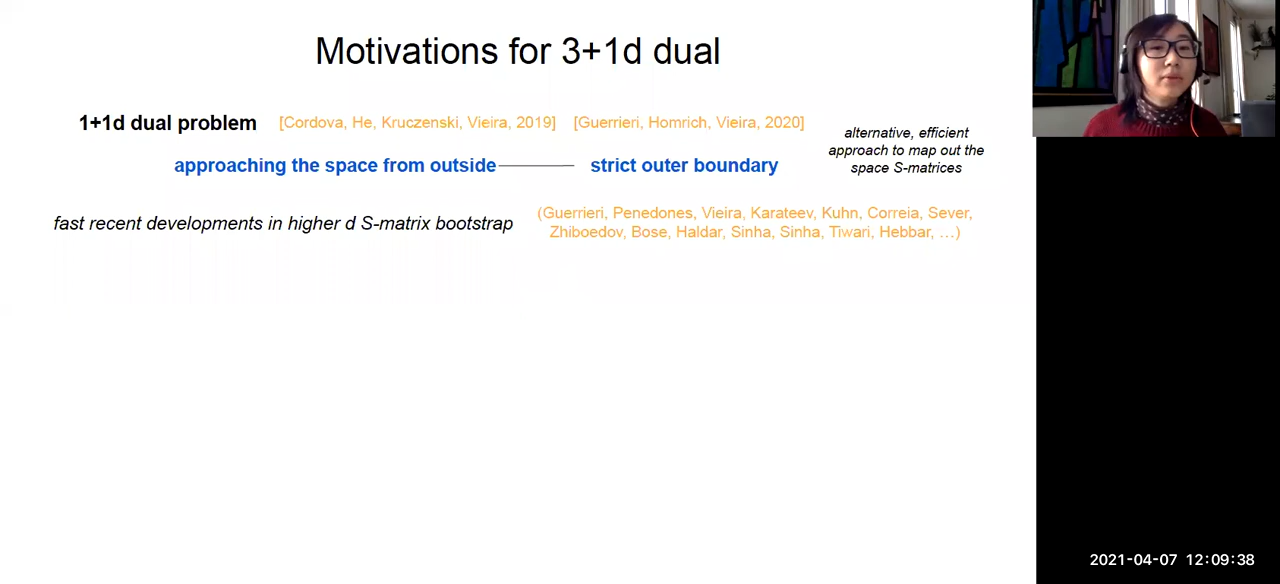 Motivations for 3+1d dual
1+1d dual problem [Cordova, He, Kruczenski, Vieira, 2019] [Guerrieri, Homrich, Vieira, 2020]
alternative, efficient
approach to map out the
space S-matrices
approaching the space from outside strict outer boundary
fast recent developments in higher d S-matrix bootstrap
(Guerrieri, Penedones, Vieira, Karateev, Kuhn, Correia, Sever,
Zhiboedov, Bose, Haldar, Sinha, Sinha, Tiwari, Hebbar, …)
2021-04-07 12:09:38